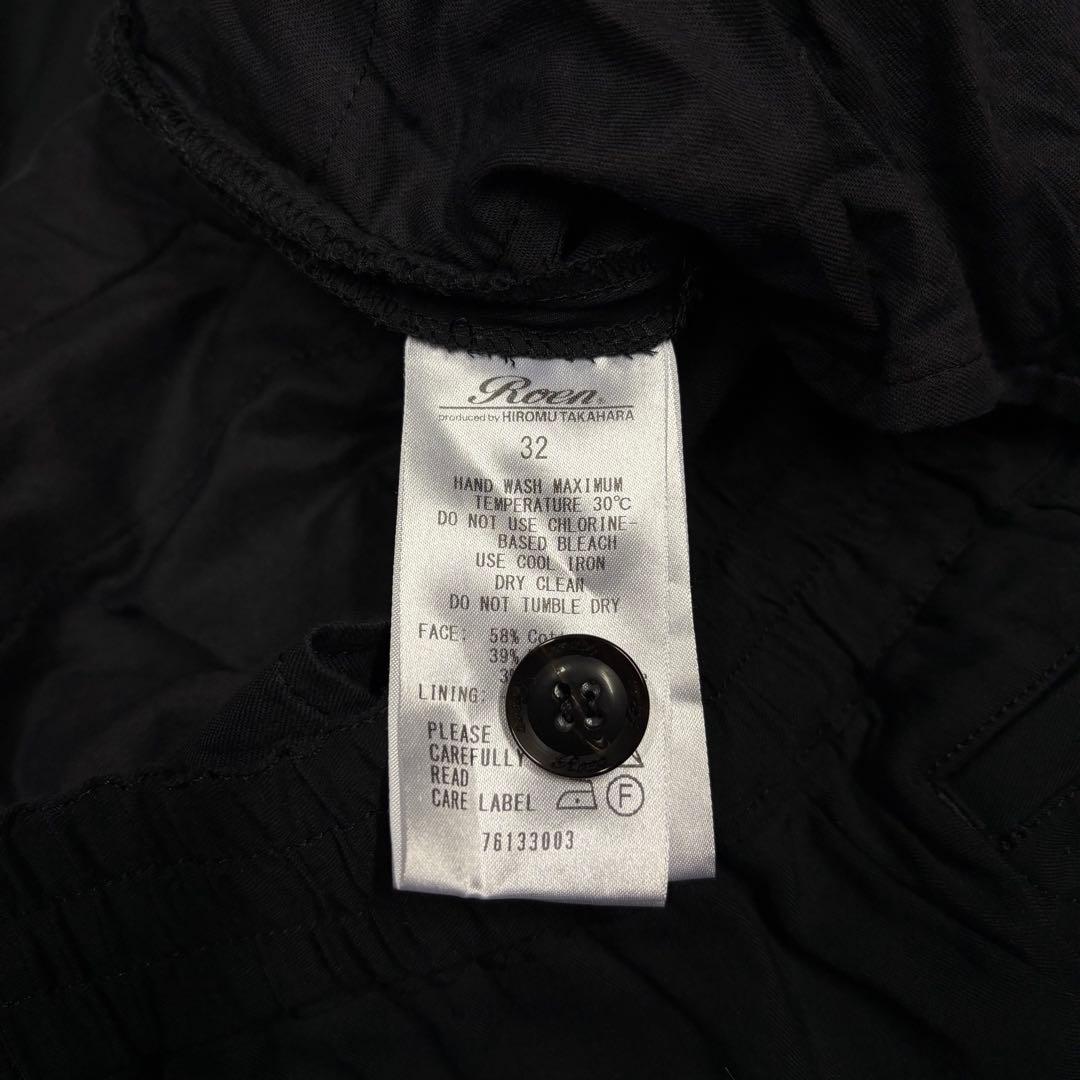 Roen.
produced by HIROMU TAKAHARA
32
HAND WASH MAXIMUM
TEMPERATURE 30℃
DO NOT USE CHLORINE-
BASED BLEACH
USE COOL IRON
DRY CLEAN
DO NOT TUMBLE DRY
FACE: 58%
39%
LINING:
PLEASE
CAREFULLY
READ
CARE LABEL F
76133003